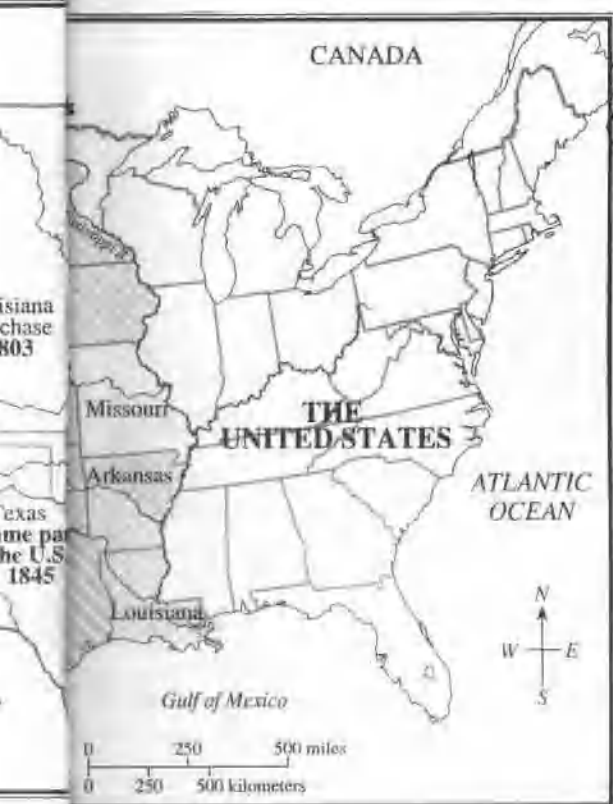 CANADA
isiana
chase
803
Missouri
THE
UNITED STATES
Arkansas
ATLANTIC
OCEAN
Texas
me par
he U.S
1845
Louisiana
N
W E
S
Gulf of Mexico
0 250 500 miles
0 250 500 kilometers